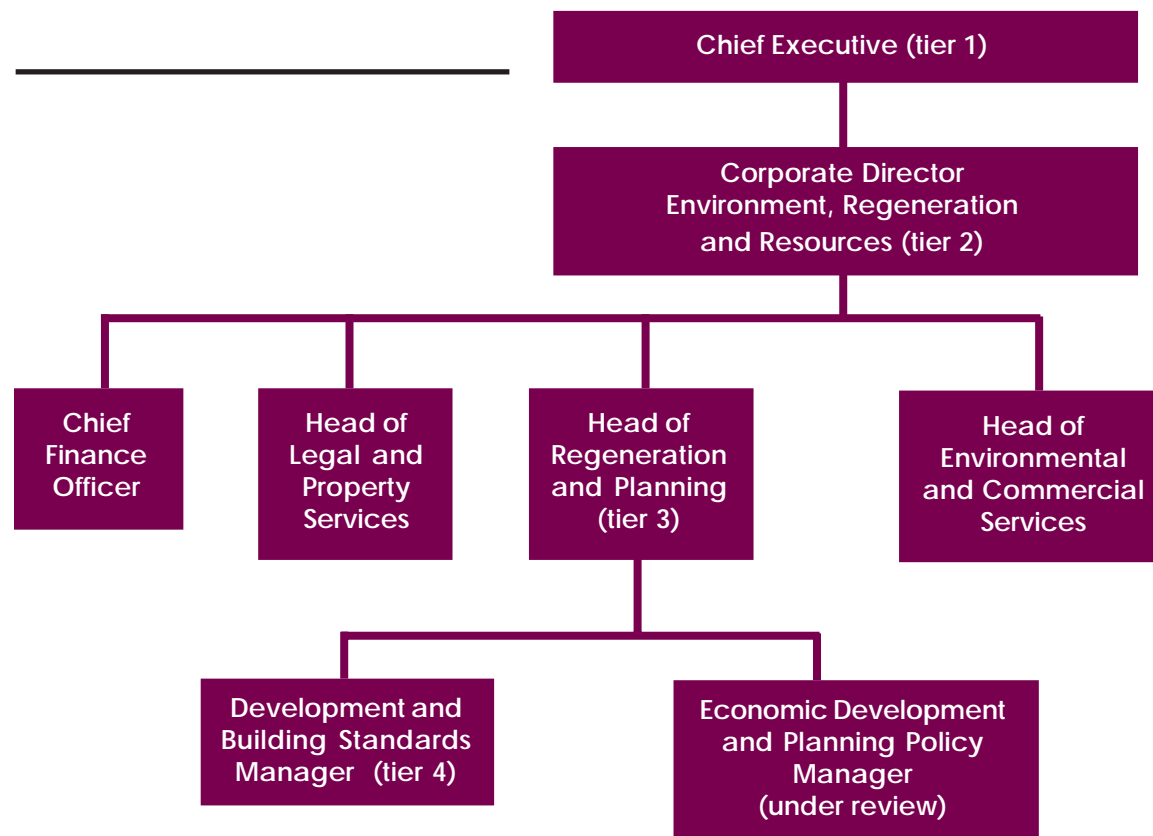 Chief Executive (tier 1)
Corporate Director
Environment, Regeneration
and Resources (tier 2)
Chief
Finance
Officer
Head of
Legal and
Property
Services
Head of
Regeneration
and Planning
(tier 3)
Head of
Environmental
and Commercial
Services
Development and
Building Standards
Manager (tier 4)
Economic Development
and Planning Policy
Manager
(under review)